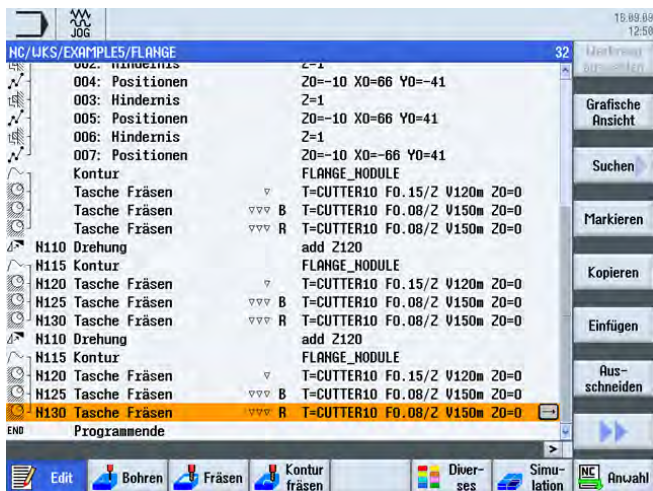 JOG
15.09.09
12:50
NC/WKS/EXAMPLE5/FLANGE 32
002: Hindernis Z=1
004: Positionen Z0=-10 X0=66 Y0=-41
003: Hindernis Z=1
005: Positionen Z0=-10 X0=66 Y0=41
006: Hindernis Z=1
007: Positionen Z0=-10 X0=-66 Y0=41
Kontur FLANGE_NODULE
Tasche Fräsen ▽ T=CUTTER10 F0.15/Z V120m Z0=0
Tasche Fräsen ▽▽▽ B T=CUTTER10 F0.08/Z V150m Z0=0
Tasche Fräsen ▽▽▽ R T=CUTTER10 F0.08/Z V150m Z0=0
N110 Drehung add Z120
N115 Kontur FLANGE_NODULE
N120 Tasche Fräsen ▽ T=CUTTER10 F0.15/Z V120m Z0=0
N125 Tasche Fräsen ▽▽▽ B T=CUTTER10 F0.08/Z V150m Z0=0
N130 Tasche Fräsen ▽▽▽ R T=CUTTER10 F0.08/Z V150m Z0=0
N110 Drehung add Z120
N115 Kontur FLANGE_NODULE
N120 Tasche Fräsen ▽ T=CUTTER10 F0.15/Z V120m Z0=0
N125 Tasche Fräsen ▽▽▽ B T=CUTTER10 F0.08/Z V150m Z0=0
N130 Tasche Fräsen ▽▽▽ R T=CUTTER10 F0.08/Z V150m Z0=0
END Programmende
Werkzeug
auswählen
Grafische
Ansicht
Suchen
Markieren
Kopieren
Einfügen
Aus-
schneiden
Edit
Bohren
Fräsen
Kontur
fräsen
Diver-
ses
Simu-
lation
NC Anwahl